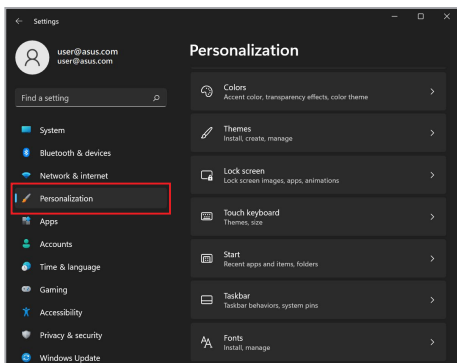 Settings
user@asus.com
user@asus.com
Find a setting
System
Bluetooth & devices
Network & internet
Personalization
Apps
Accounts
Time & language
Gaming
Accessibility
Privacy & security
Windows Update
Personalization
Colors
Accent color, transparency effects, color theme
Themes
Install, create, manage
Lock screen
Lock screen images, apps, animations
Touch keyboard
Themes, size
Start
Recent apps and items, folders
Taskbar
Taskbar behaviors, system pins
Fonts
Install, manage